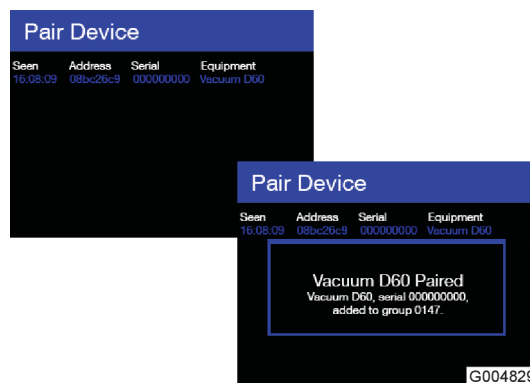 Pair Device
Seen Address Serial Equipment
16:08:09 08bc26c9 000000000 Vacuum D60
Pair Device
Seen Address Serial Equipment
16:08:09 08bc26c9 000000000 Vacuum D60
Vacuum D60 Paired
Vacuum D60, serial 000000000,
added to group 0147.
G004829